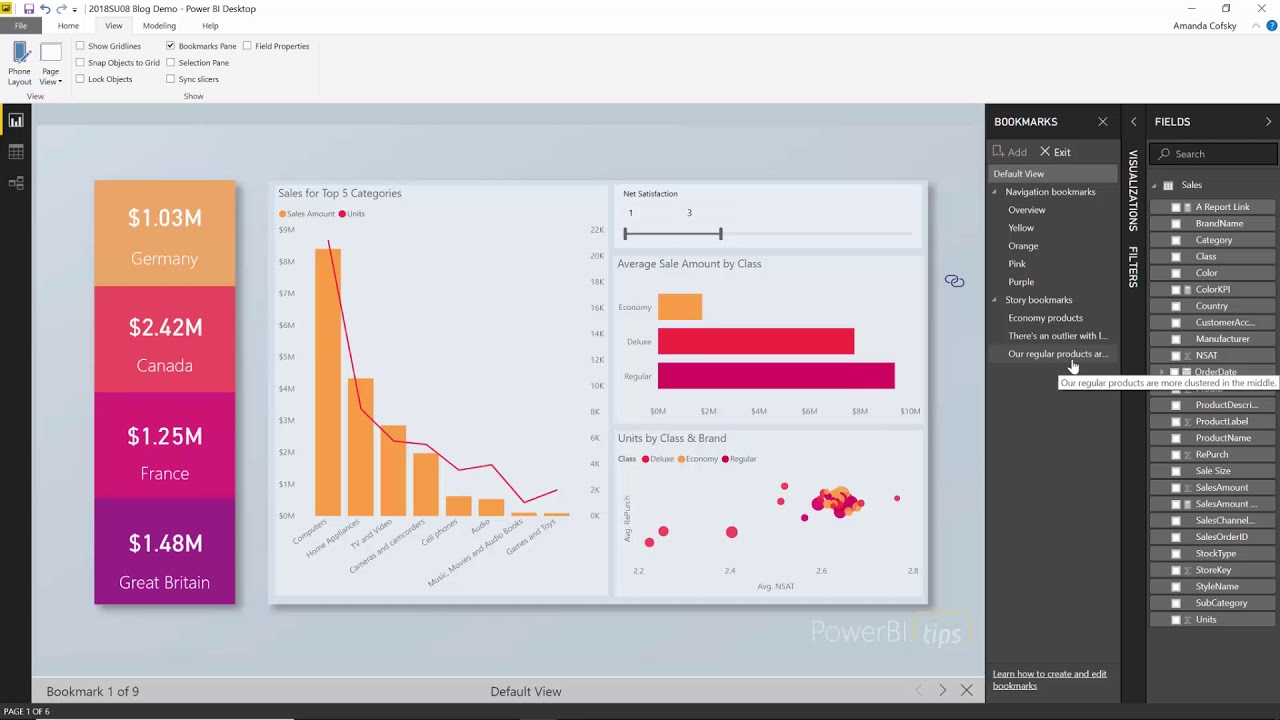 2018SU08 Blog Demo - Power BI Desktop
Amanda Cofsky
File Home View Modeling Help
Show Gridlines Bookmarks Pane Field Properties
Snap Objects to Grid Selection Pane
Lock Objects Sync slicers
Phone Layout
Page View
View
Show
$1.03M
Germany
$2.42M
Canada
$1.25M
France
$1.48M
Great Britain
Sales for Top 5 Categories
Sales Amount Units
$9M
$8M
$7M
$6M
$5M
$4M
$3M
$2M
$1M
$0M
22K
20K
18K
16K
14K
12K
10K
8K
6K
4K
2K
0K
Computers
Home Appliances
TV and Video
Cameras and camcorders
Cell phones
Audio
Music, Movies and Audio Books
Games and Toys
Net Satisfaction
1 3
Average Sale Amount by Class
Economy
Deluxe
Regular
$0M $2M $4M $6M $8M $10M
Units by Class & Brand
Class Deluxe Economy Regular
Avg. RePurch
2.2 2.4 2.6 2.8
Avg. NSAT
PowerBI.tips
Bookmark 1 of 9
Default View
PAGE 1 OF 6
BOOKMARKS
Add Exit
Default View
Navigation bookmarks
Overview
Yellow
Orange
Pink
Purple
Story bookmarks
Economy products
There's an outlier with l...
Our regular products ar...
Our regular products are more clustered in the middle.
Learn how to create and edit
bookmarks
VISUALIZATIONS
FILTERS
FIELDS
Search
Sales
A Report Link
BrandName
Category
Class
Color
ColorKPI
Country
CustomerAcc...
Manufacturer
NSAT
OrderDate
ProductDescri...
ProductLabel
ProductName
RePurch
Sale Size
SalesAmount
SalesAmount ...
SalesChannel...
SalesOrderID
StockType
StoreKey
StyleName
SubCategory
Units